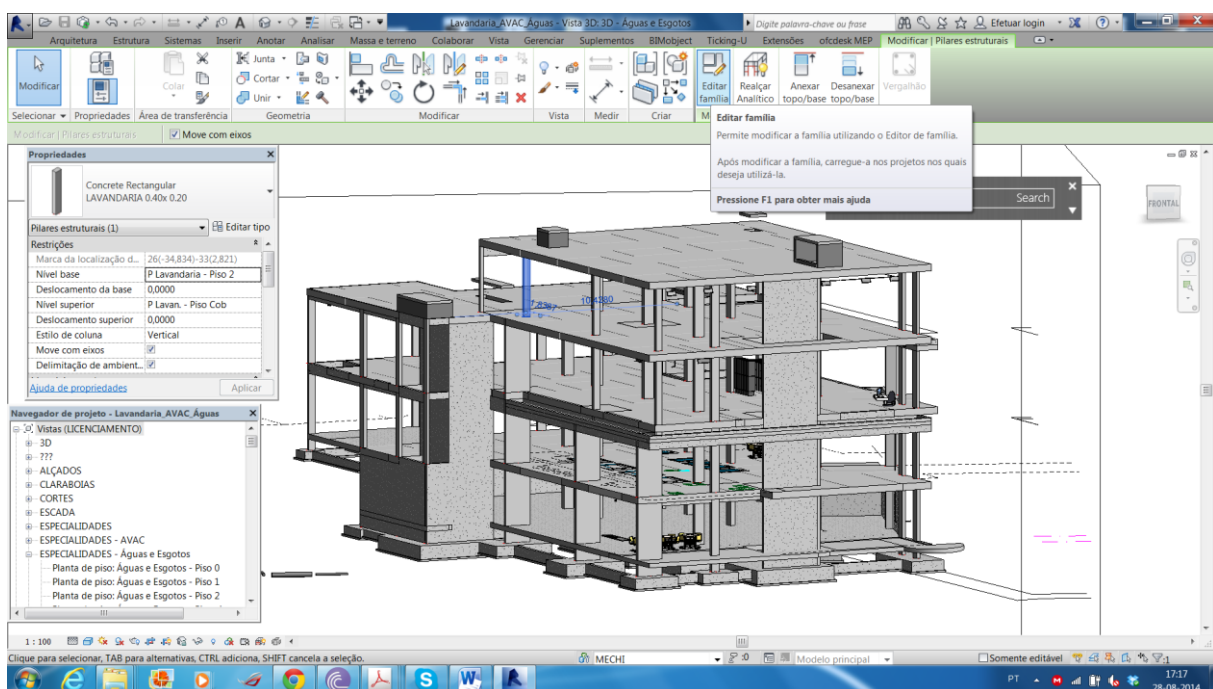 Lavandaria_AVAC_Águas - Vista 3D: 3D - Águas e Esgotos
Digite palavra-chave ou frase
Efetuar login
Arquitetura Estrutura Sistemas Inserir Anotar Analisar Massa e terreno Colaborar Vista Gerenciar Suplementos BIMobject Ticking-U Extensões ofcdesk MEP Modificar | Pilares estruturais
Modificar
Colar
Junta
Cortar
Unir
Editar família
Realçar Analítico
Anexar topo/base
Desanexar topo/base
Vergalhão
Selecionar Propriedades Área de transferência Geometria Modificar Vista Medir Criar M
Modificar | Pilares estruturais
Move com eixos
Editar família
Permite modificar a família utilizando o Editor de família.
Após modificar a família, carregue-a nos projetos nos quais
deseja utilizá-la.
Pressione F1 para obter mais ajuda
Search
FRONTAL
Propriedades
Concrete Rectangular
LAVANDARIA 0.40x 0.20
Pilares estruturais (1)
Editar tipo
Restrições
Marca da localização d... 26(-34,834)-33(2,821)
Nível base P Lavandaria - Piso 2
Deslocamento da base 0,0000
Nível superior P Lavan. - Piso Cob
Deslocamento superior 0,0000
Estilo de coluna Vertical
Move com eixos
Delimitação de ambient...
Ajuda de propriedades
Aplicar
Navegador de projeto - Lavandaria_AVAC_Águas
Vistas (LICENCIAMENTO)
3D
???
ALÇADOS
CLARABOIAS
CORTES
ESCADA
ESPECIALIDADES
ESPECIALIDADES - AVAC
ESPECIALIDADES - Águas e Esgotos
Planta de piso: Águas e Esgotos - Piso 0
Planta de piso: Águas e Esgotos - Piso 1
Planta de piso: Águas e Esgotos - Piso 2
1 : 100
Clique para selecionar, TAB para alternativas, CTRL adiciona, SHIFT cancela a seleção.
MECHI
:0
Modelo principal
Somente editável
:1
PT
17:17
28-08-2014